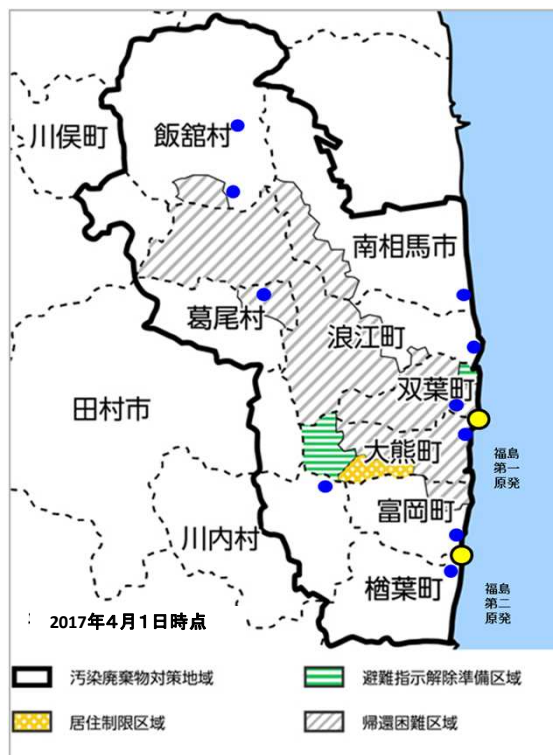 川俣町
飯舘村
南相馬市
葛尾村
浪江町
双葉町
田村市
大熊町
福島
第一
原発
富岡町
川内村
楢葉町
福島
第二
原発
2017年4月1日時点
汚染廃棄物対策地域
避難指示解除準備区域
居住制限区域
帰還困難区域